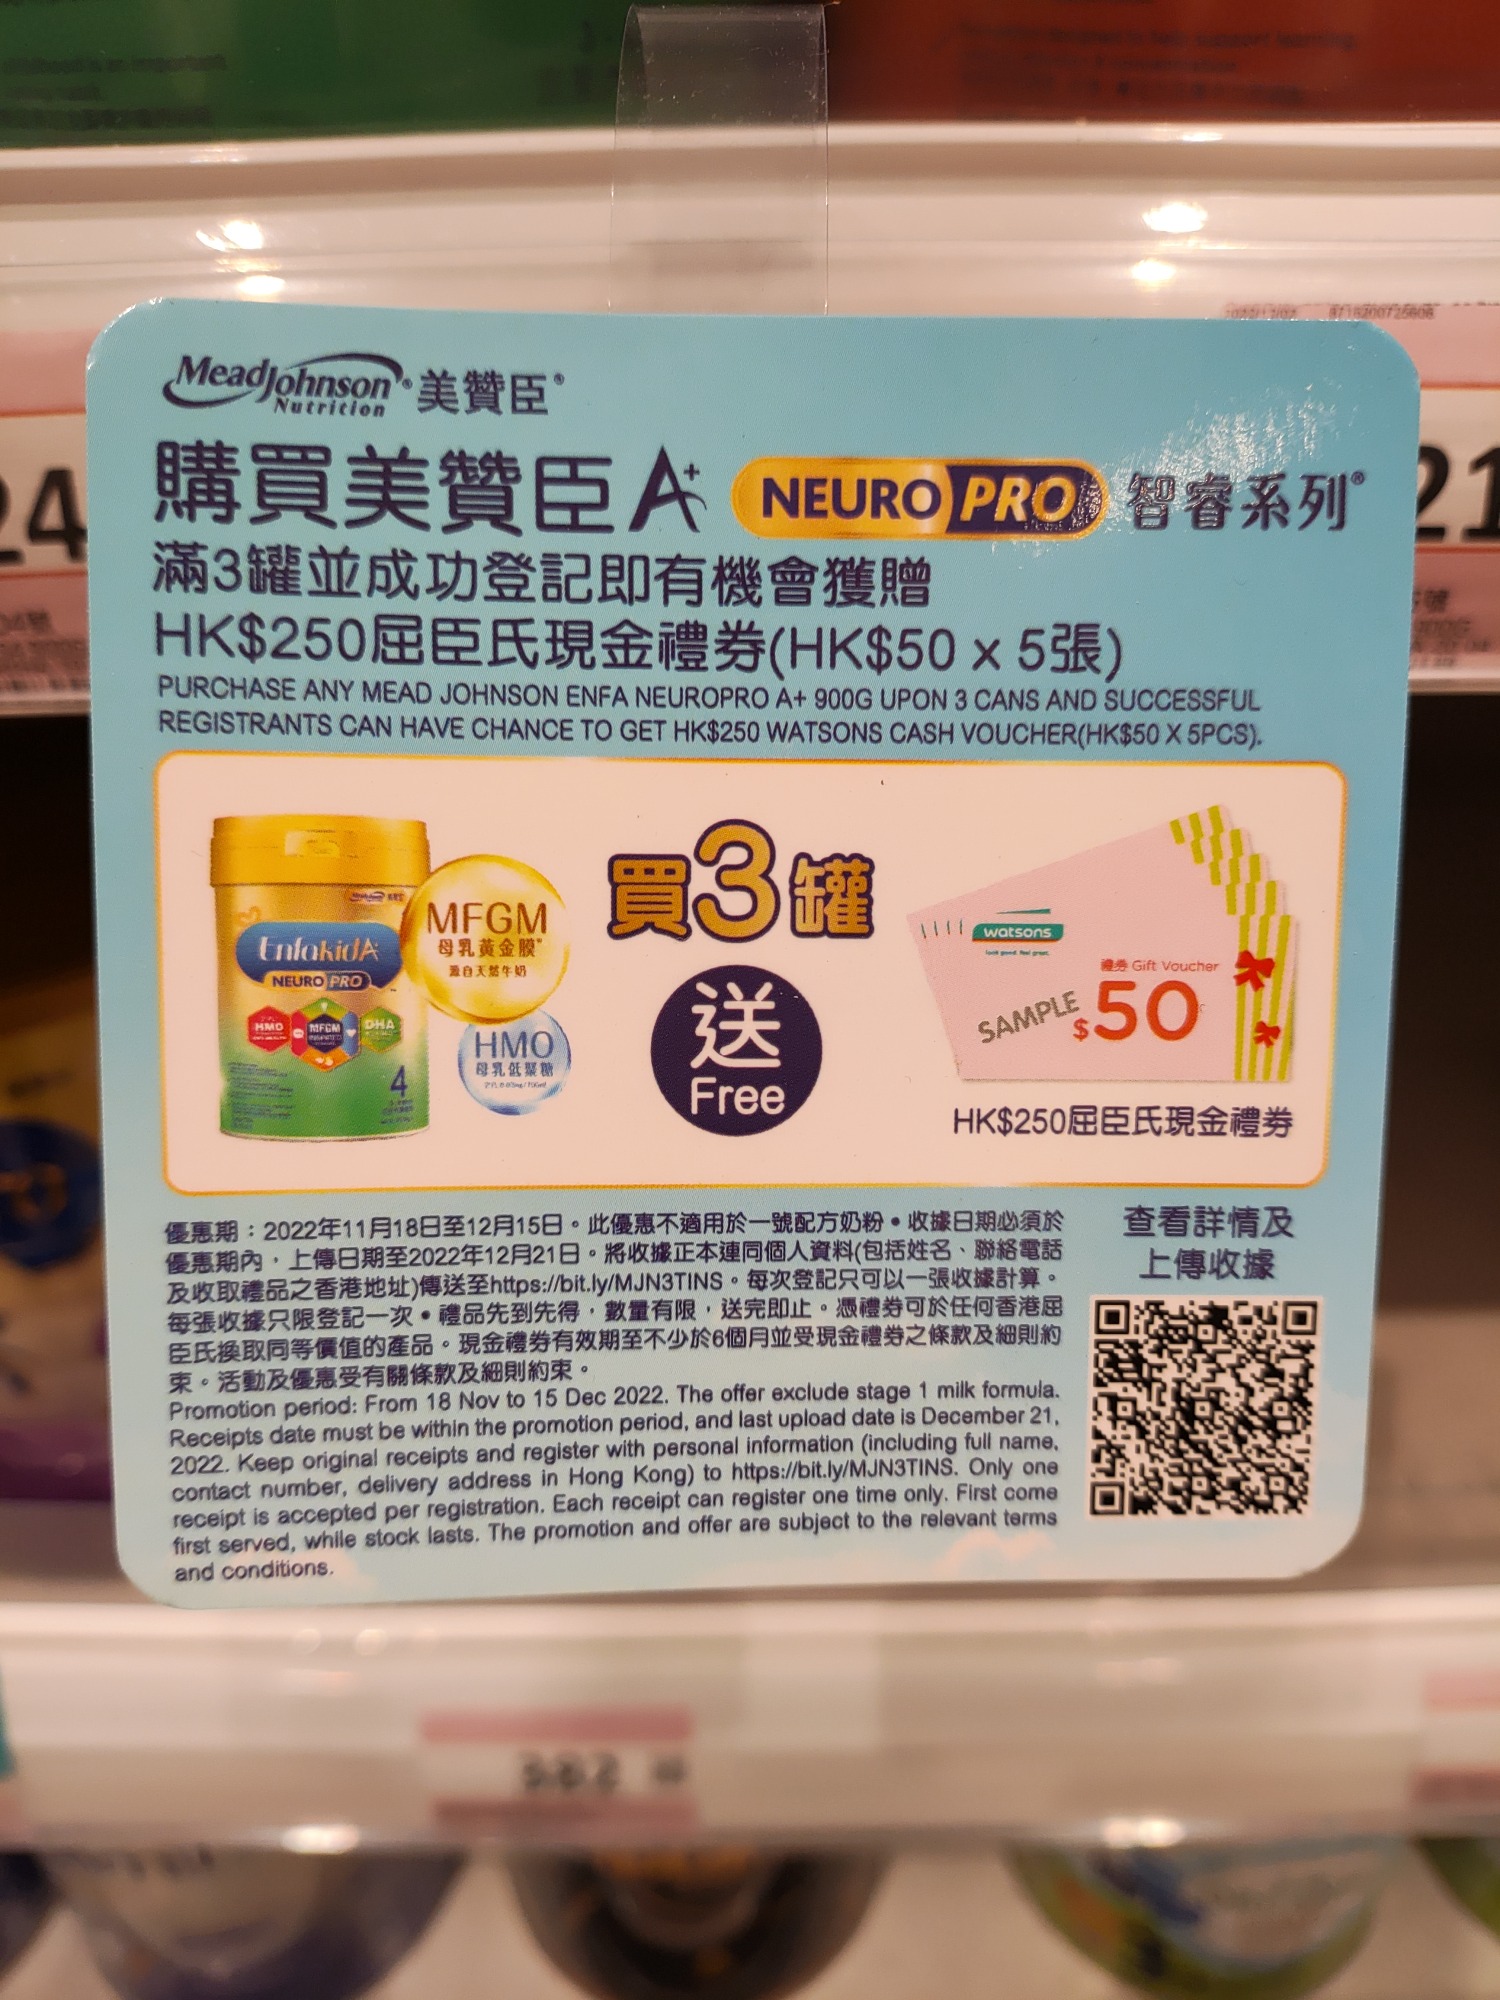 MeadJohnson 美贊臣
Nutrition
購買美贊臣A+ NEURO PRO 智睿系列
滿3罐並成功登記即有機會獲贈
HK$250屈臣氏現金禮券(HK$50 x 5張)
PURCHASE ANY MEAD JOHNSON ENFA NEUROPRO A+ 900G UPON 3 CANS AND SUCCESSFUL
REGISTRANTS CAN HAVE CHANCE TO GET HK$250 WATSONS CASH VOUCHER(HK$50 X 5PCS).
EnfakidA+
NEURO PRO
HMO MFGM DHA
4
MFGM
母乳黃金膜
源自天然牛奶
HMO
母乳低聚糖
買3罐
送
Free
watsons
禮券 Gift Voucher
SAMPLE $50
HK$250屈臣氏現金禮券
優惠期：2022年11月18日至12月15日。此優惠不適用於一號配方奶粉。收據日期必須於
優惠期內，上傳日期至2022年12月21日。將收據正本連同個人資料(包括姓名、聯絡電話
及收取禮品之香港地址)傳送至https://bit.ly/MJN3TINS。每次登記只可以一張收據計算。
每張收據只限登記一次。禮品先到先得，數量有限，送完即止。憑禮券可於任何香港屈
臣氏換取同等價值的產品。現金禮券有效期至不少於6個月並受現金禮券之條款及細則約
束。活動及優惠受有關條款及細則約束。
Promotion period: From 18 Nov to 15 Dec 2022. The offer exclude stage 1 milk formula.
Receipts date must be within the promotion period, and last upload date is December 21,
2022. Keep original receipts and register with personal information (including full name,
contact number, delivery address in Hong Kong) to https://bit.ly/MJN3TINS. Only one
receipt is accepted per registration. Each receipt can register one time only. First come
first served, while stock lasts. The promotion and offer are subject to the relevant terms
and conditions.
查看詳情及
上傳收據